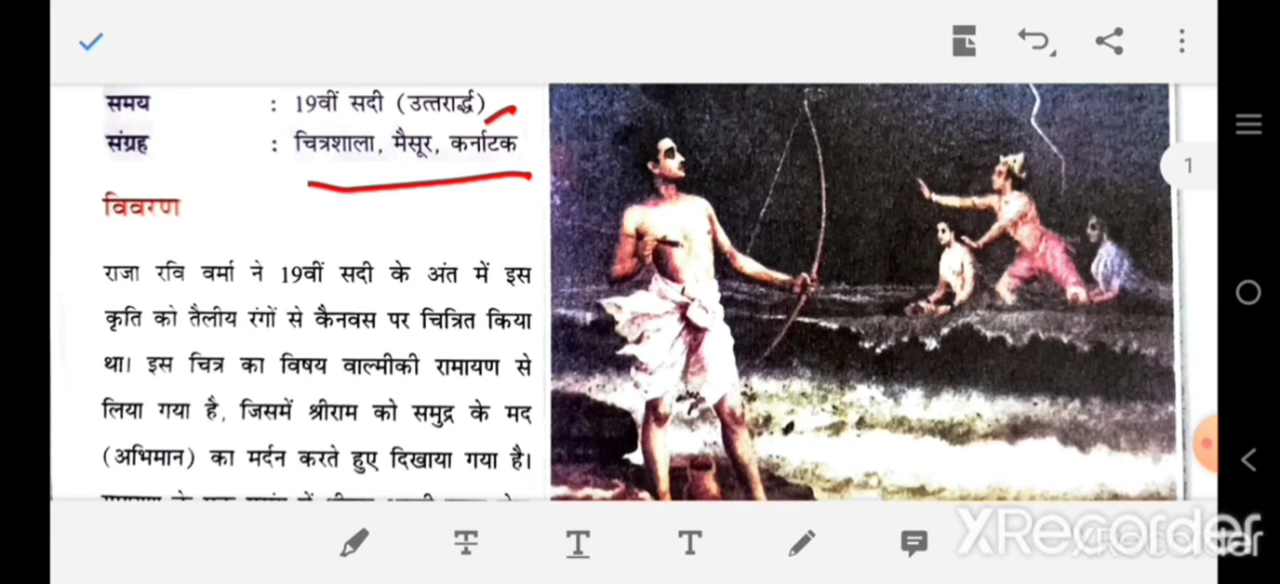 समय : 19वीं सदी (उत्तरार्द्ध)
संग्रह : चित्रशाला, मैसूर, कर्नाटक
1
विवरण
राजा रवि वर्मा ने 19वीं सदी के अंत में इस
कृति को तैलीय रंगों से कैनवस पर चित्रित किया
था। इस चित्र का विषय वाल्मीकी रामायण से
लिया गया है, जिसमें श्रीराम को समुद्र के मद
(अभिमान) का मर्दन करते हुए दिखाया गया है।
T T T
XRecorder